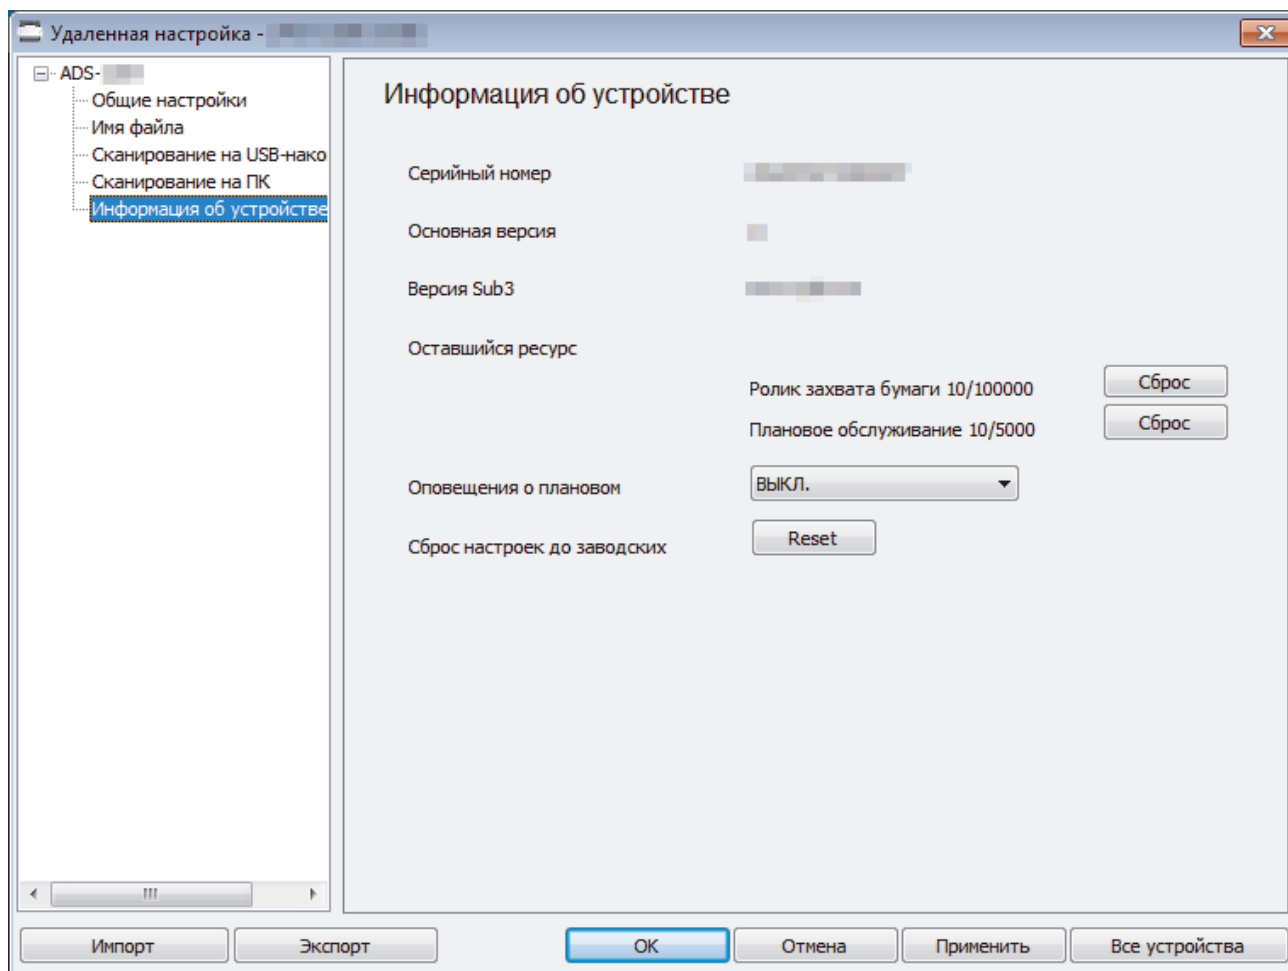 Удаленная настройка -
ADS-
Общие настройки
Имя файла
Сканирование на USB-нако
Сканирование на ПК
Информация об устройстве
Информация об устройстве
Серийный номер
Основная версия
Версия Sub3
Оставшийся ресурс
Ролик захвата бумаги 10/100000
Сброс
Плановое обслуживание 10/5000
Сброс
Оповещения о плановом
ВЫКЛ.
Сброс настроек до заводских
Reset
Импорт
Экспорт
OK
Отмена
Применить
Все устройства